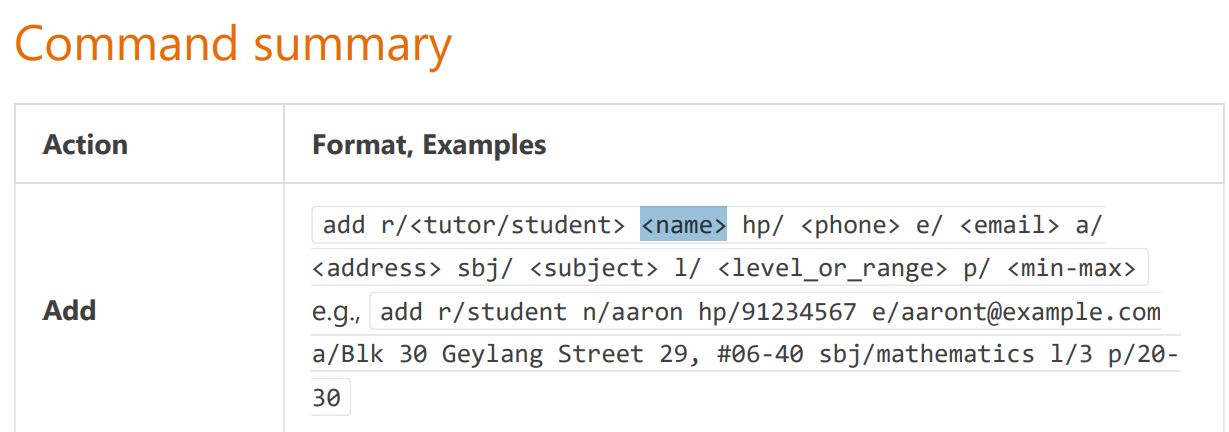 Command summary
Action
Format, Examples
Add
add r/<tutor/student> <name> hp/ <phone> e/ <email> a/
<address> sbj/ <subject> l/ <level_or_range> p/ <min-max>
e.g., add r/student n/aaron hp/91234567 e/aaront@example.com
a/Blk 30 Geylang Street 29, #06-40 sbj/mathematics l/3 p/20-
30